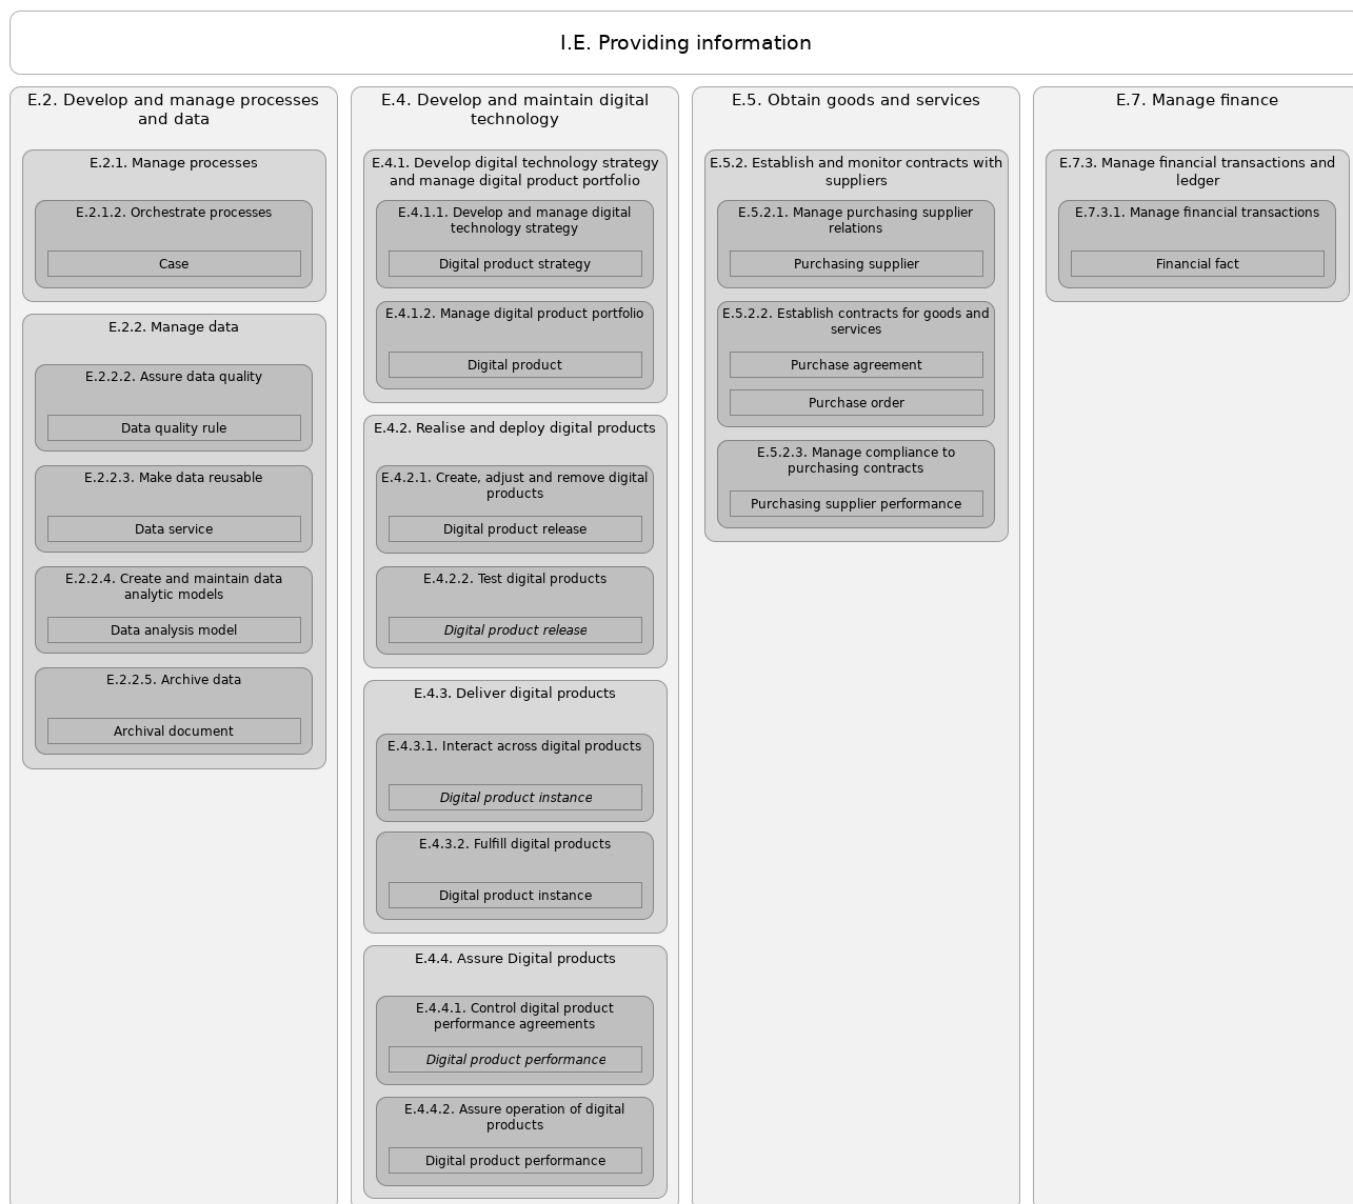 I.E. Providing information
E.2. Develop and manage processes
and data
E.2.1. Manage processes
E.2.1.2. Orchestrate processes
Case
E.2.2. Manage data
E.2.2.2. Assure data quality
Data quality rule
E.2.2.3. Make data reusable
Data service
E.2.2.4. Create and maintain data
analytic models
Data analysis model
E.2.2.5. Archive data
Archival document
E.4. Develop and maintain digital
technology
E.4.1. Develop digital technology strategy
and manage digital product portfolio
E.4.1.1. Develop and manage digital
technology strategy
Digital product strategy
E.4.1.2. Manage digital product portfolio
Digital product
E.4.2. Realise and deploy digital products
E.4.2.1. Create, adjust and remove digital
products
Digital product release
E.4.2.2. Test digital products
Digital product release
E.4.3. Deliver digital products
E.4.3.1. Interact across digital products
Digital product instance
E.4.3.2. Fulfill digital products
Digital product instance
E.4.4. Assure Digital products
E.4.4.1. Control digital product
performance agreements
Digital product performance
E.4.4.2. Assure operation of digital
products
Digital product performance
E.5. Obtain goods and services
E.5.2. Establish and monitor contracts with
suppliers
E.5.2.1. Manage purchasing supplier
relations
Purchasing supplier
E.5.2.2. Establish contracts for goods and
services
Purchase agreement
Purchase order
E.5.2.3. Manage compliance to
purchasing contracts
Purchasing supplier performance
E.7. Manage finance
E.7.3. Manage financial transactions and
ledger
E.7.3.1. Manage financial transactions
Financial fact